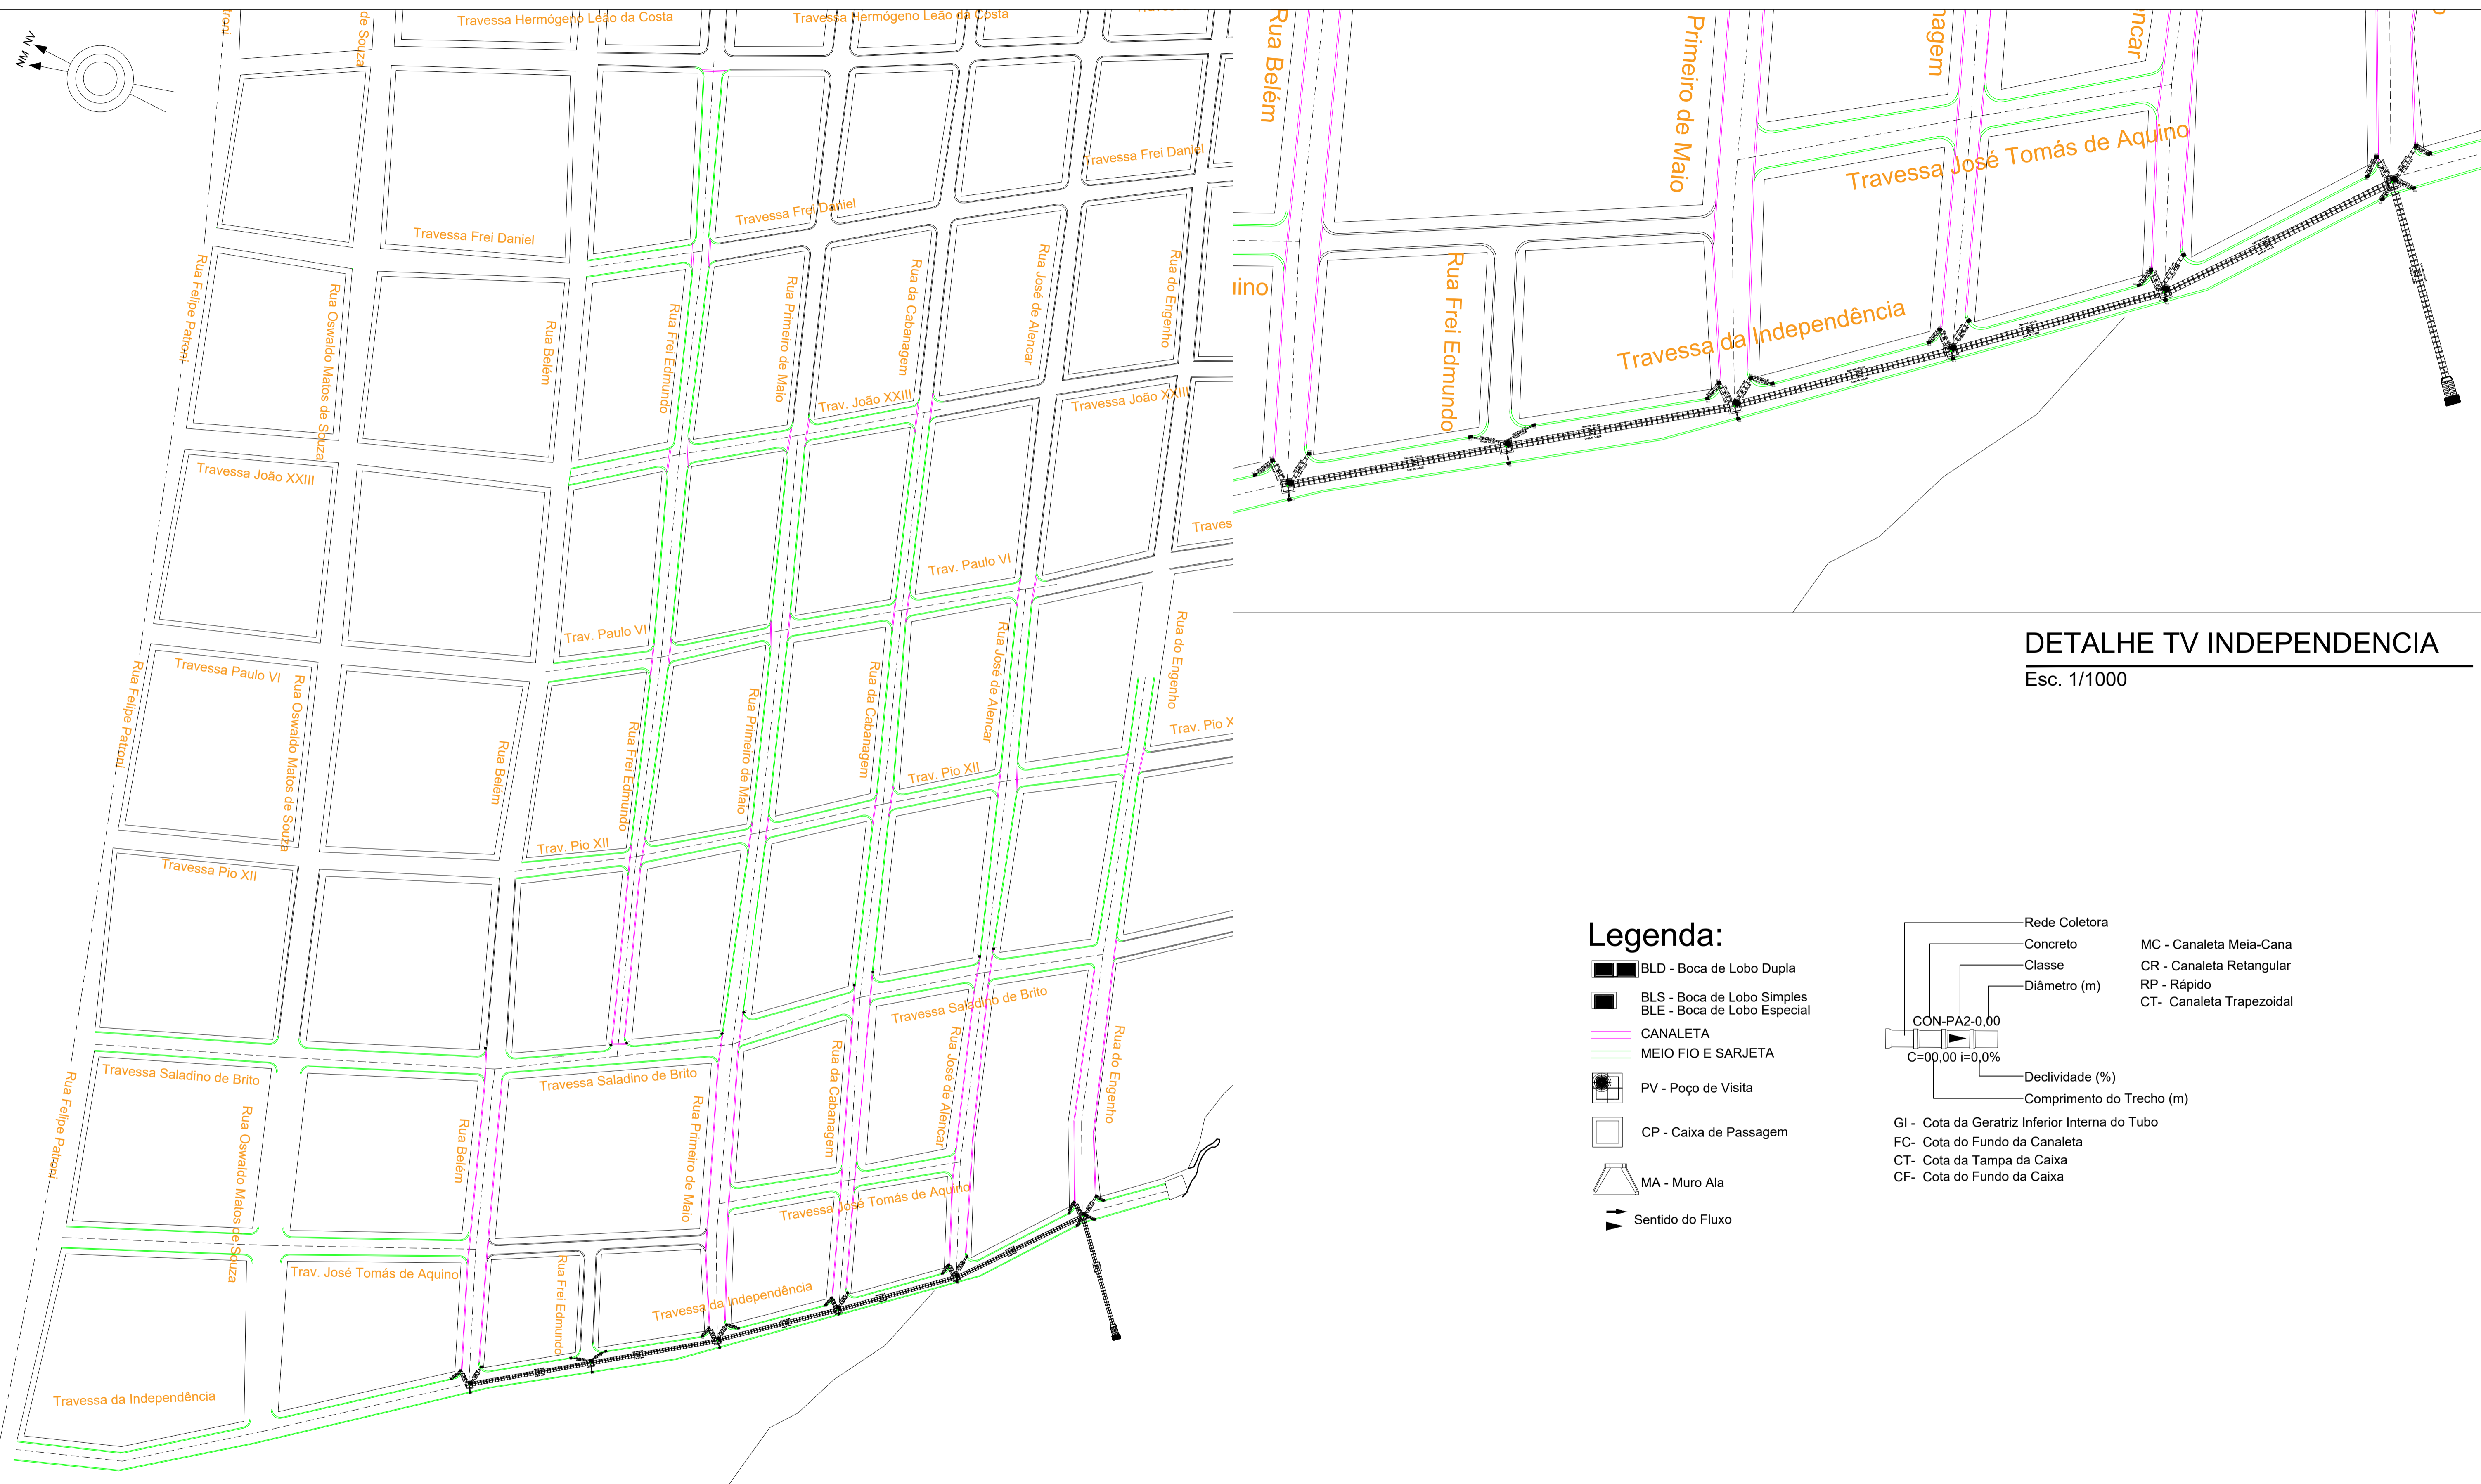 Travessa Hermógeno Leão da Costa
Travessa Hermógeno Leão da Costa
NV
NM
de Souza
Travessa Frei Daniel
Travessa Frei Daniel
Travessa Frei Daniel
Rua Felipe Patroni
Rua Oswaldo Matos de Souza
Rua Belém
Rua Frei Edmundo
Rua Primeiro de Maio
Rua da Cabanagem
Rua José de Alencar
Rua do Engenho
Travessa João XXIII
Trav. João XXIII
Travessa João XXIII
Trav. Paulo VI
Trav. Paulo VI
Travessa Paulo VI
Rua Felipe Patroni
Rua Oswaldo Matos de Souza
Rua Belém
Rua Frei Edmundo
Rua Primeiro de Maio
Rua da Cabanagem
Rua José de Alencar
Rua do Engenho
Trav. Pio X
Trav. Pio XII
Trav. Pio XII
Travessa Pio XII
Travessa Saladino de Brito
Travessa Saladino de Brito
Travessa Saladino de Brito
Rua Felipe Patroni
Rua Oswaldo Matos de Souza
Rua Belém
Rua Primeiro de Maio
Rua da Cabanagem
Rua José de Alencar
Rua do Engenho
Travessa José Tomás de Aquino
Trav. José Tomás de Aquino
Rua Frei Edmundo
Travessa da Independência
Travessa da Independência
Rua Belém
Primeiro de Maio
nagem
ncar
Travessa José Tomás de Aquino
Rua Frei Edmundo
Travessa da Independência
DETALHE TV INDEPENDENCIA
Esc. 1/1000
Legenda:
BLD - Boca de Lobo Dupla
BLS - Boca de Lobo Simples
BLE - Boca de Lobo Especial
CANALETA
MEIO FIO E SARJETA
PV - Poço de Visita
CP - Caixa de Passagem
MA - Muro Ala
Sentido do Fluxo
Rede Coletora
Concreto
Classe
Diâmetro (m)
CON-PA2-0,00
C=00,00 i=0,0%
Declividade (%)
Comprimento do Trecho (m)
MC - Canaleta Meia-Cana
CR - Canaleta Retangular
RP - Rápido
CT- Canaleta Trapezoidal
GI - Cota da Geratriz Inferior Interna do Tubo
FC- Cota do Fundo da Canaleta
CT- Cota da Tampa da Caixa
CF- Cota do Fundo da Caixa